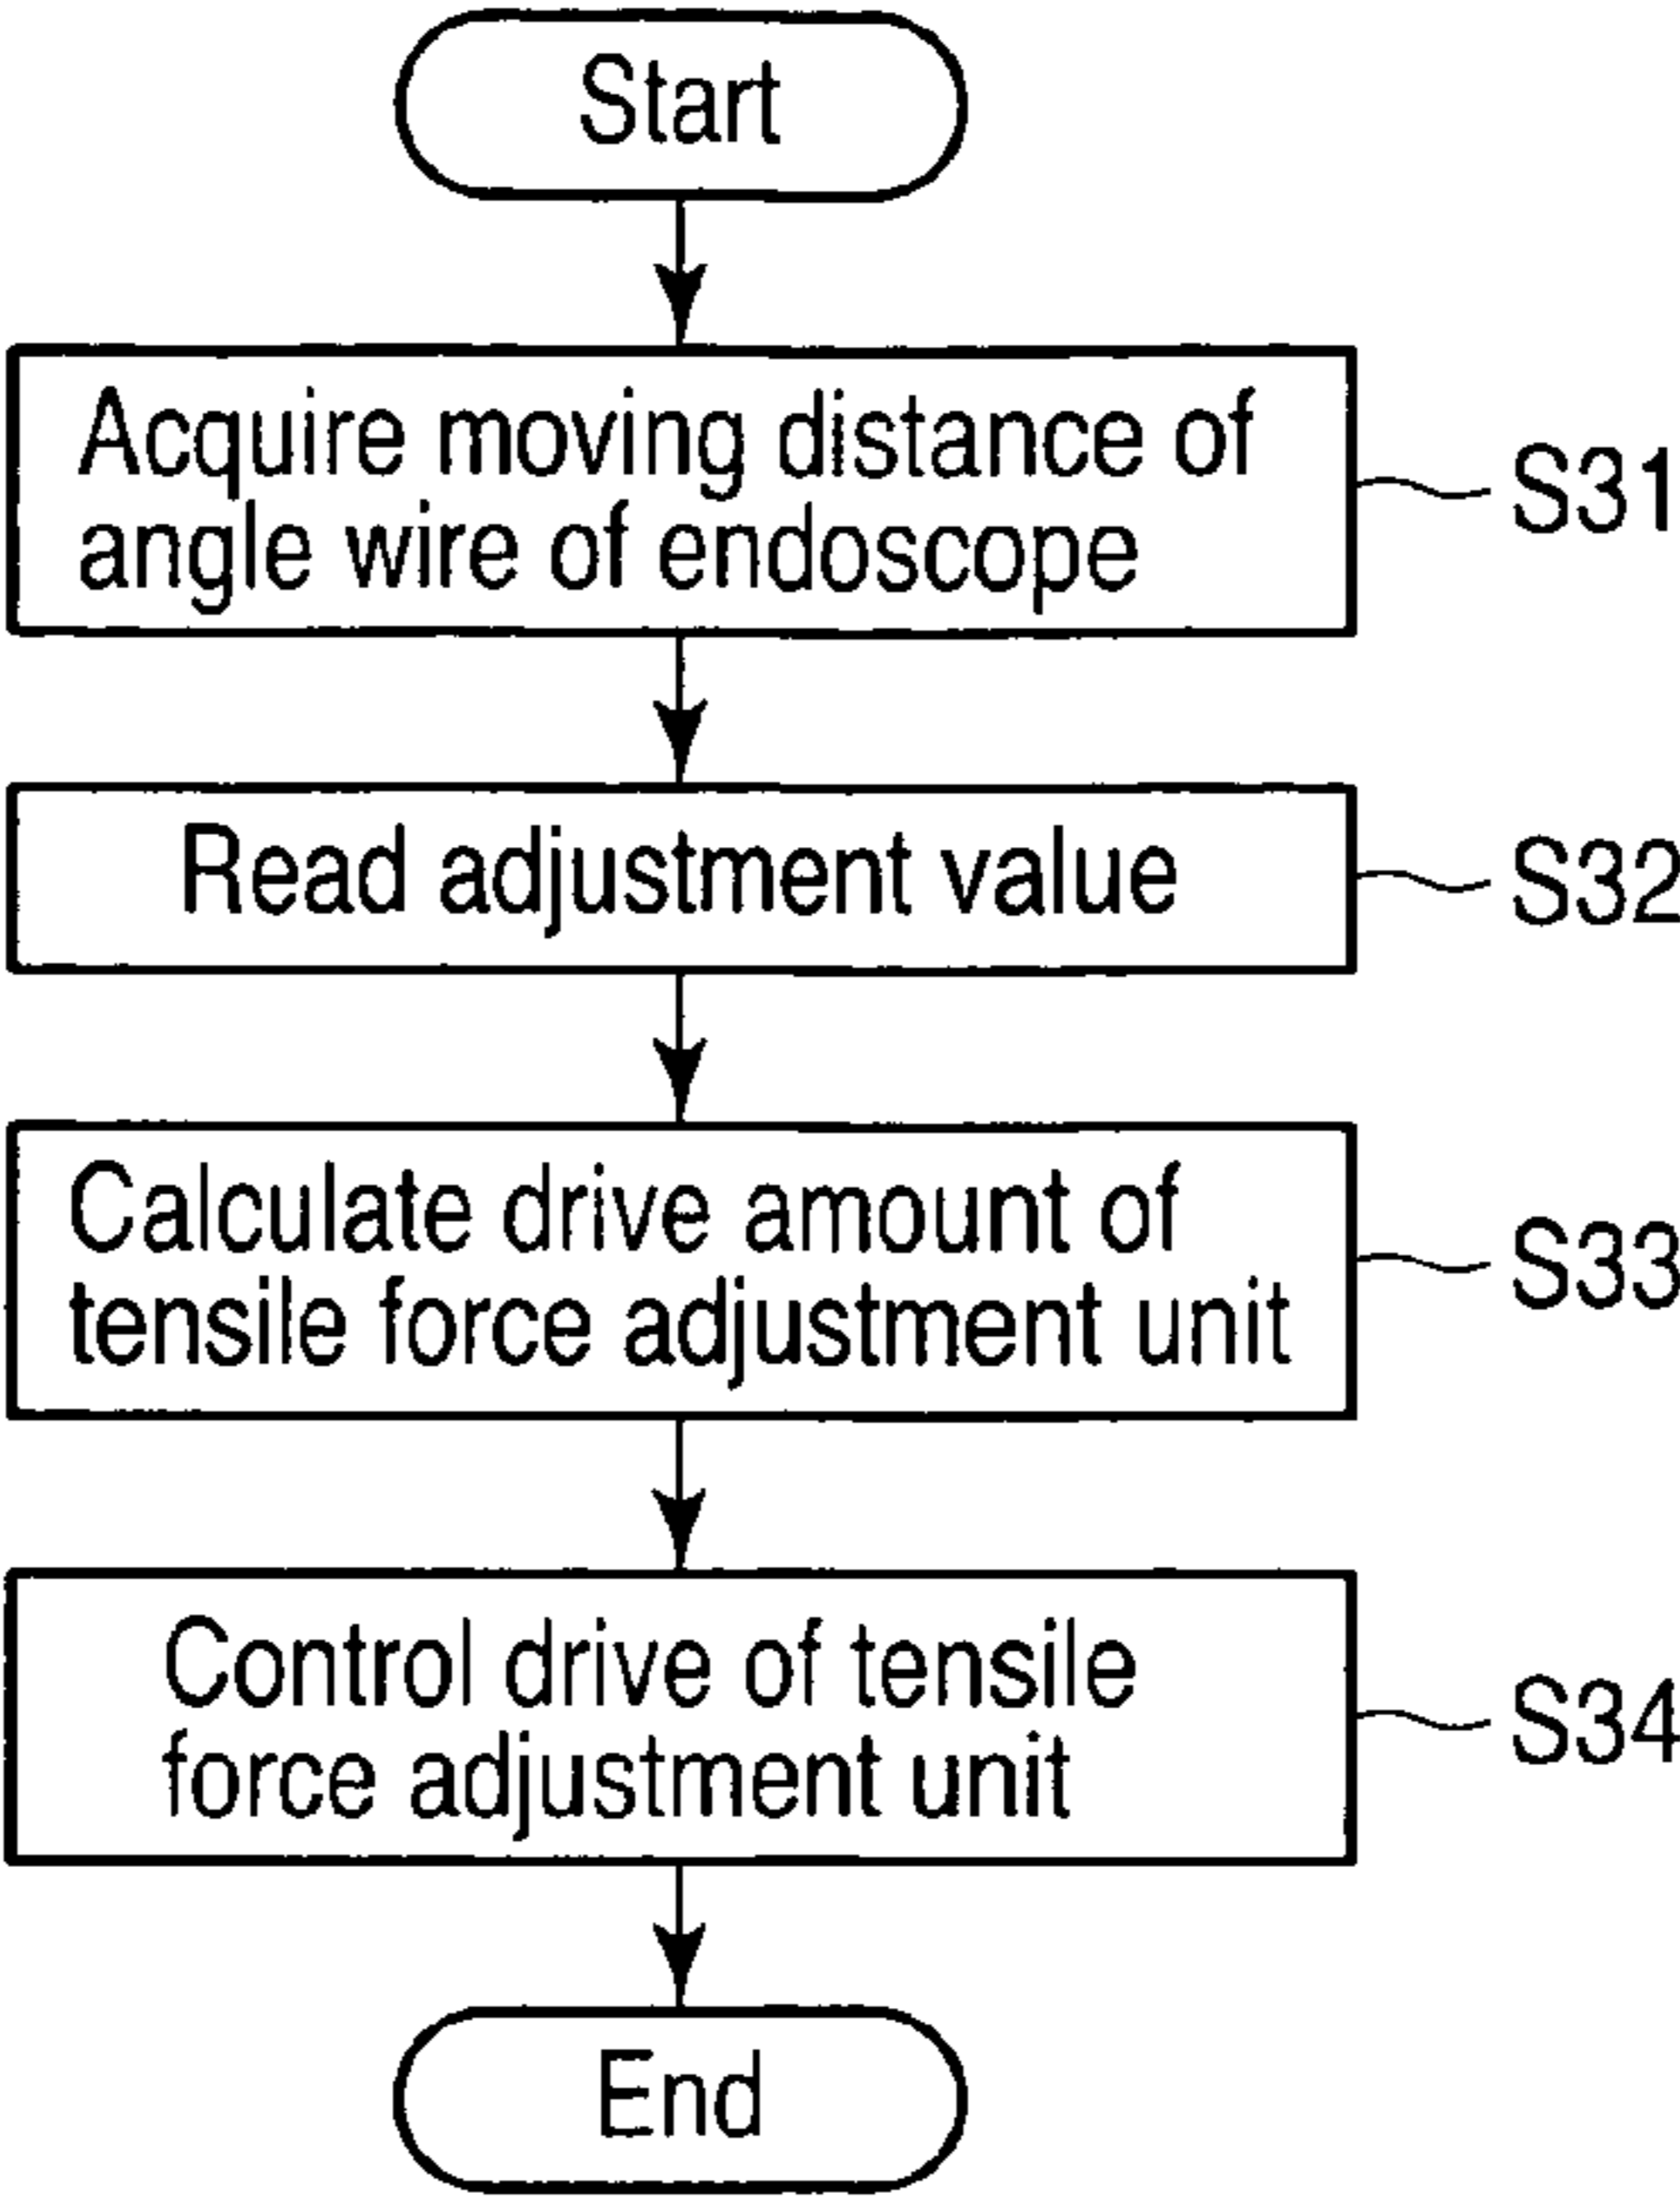 Start
Acquire moving distance of
angle wire of endoscope
S31
Read adjustment value
S32
Calculate drive amount of
tensile force adjustment unit
S33
Control drive of tensile
force adjustment unit
S34
End